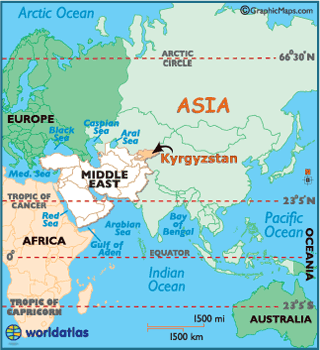 ©GraphicMaps.com
Arctic Ocean
ARCTIC
CIRCLE
66°30'N
ASIA
EUROPE
Black
Sea
Caspian
Sea
Aral
Sea
Kyrgyzstan
Med. Sea
MIDDLE
EAST
TROPIC OF
CANCER
23°5'N
Red
Sea
Arabian
Sea
Bay of
Bengal
Pacific
Ocean
AFRICA
Gulf of
Aden
OCEANIA
0
EQUATOR
Indian
Ocean
TROPIC OF
CAPRICORN
23°5'S
AUSTRALIA
worldatlas
1500 mi
1500 km